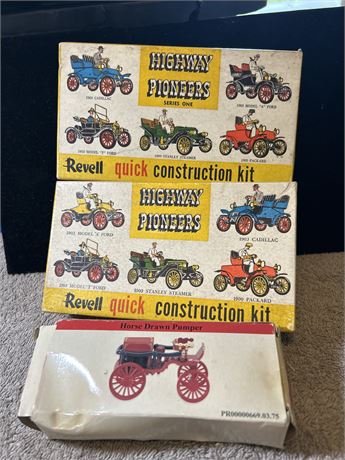 HIGHWAY
PIONEERS
SERIES ONE
1903 CADILLAC
1903 MODEL "A" FORD
1910 MODEL "T" FORD
1909 STANLEY STEAMER
1900 PACKARD
Revell quick construction kit
HIGHWAY
PIONEERS
1903 MODEL 'A' FORD
1903 CADILLAC
1910 MODEL 'T' FORD
1909 STANLEY STEAMER
1900 PACKARD
Revell quick construction kit
Horse Drawn Pumper
PR00000669.03.75